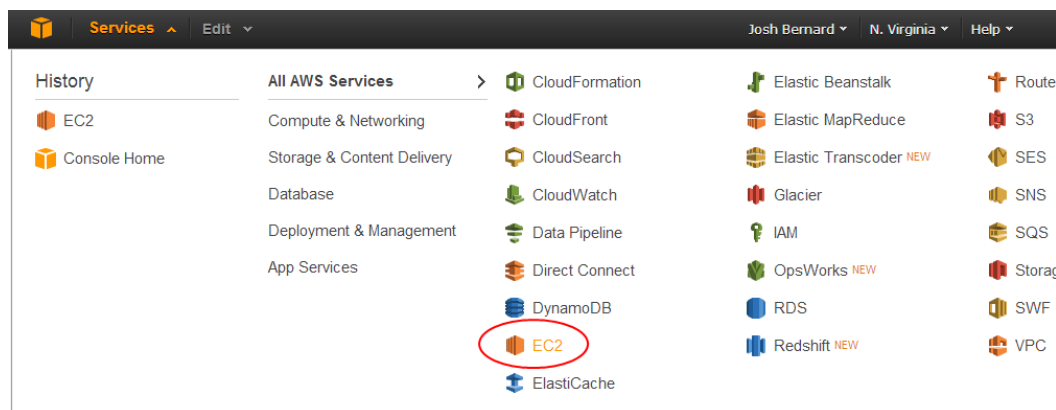 Services Edit Josh Bernard N. Virginia Help
History
EC2
Console Home
All AWS Services
Compute & Networking
Storage & Content Delivery
Database
Deployment & Management
App Services
CloudFormation
CloudFront
CloudSearch
CloudWatch
Data Pipeline
Direct Connect
DynamoDB
EC2
ElastiCache
Elastic Beanstalk
Elastic MapReduce
Elastic Transcoder NEW
Glacier
IAM
OpsWorks NEW
RDS
Redshift NEW
Route
S3
SES
SNS
SQS
Storag
SWF
VPC